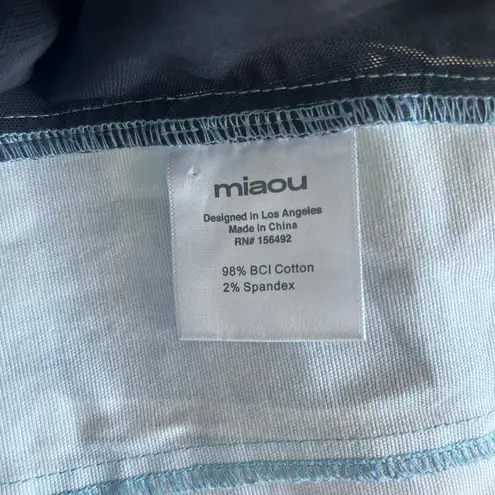 miaou
Designed in Los Angeles
Made in China
RN# 156492
98% BCI Cotton
2% Spandex